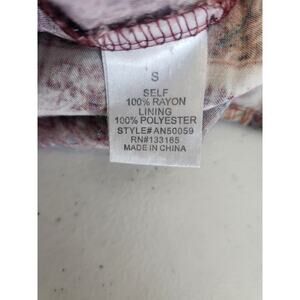 S
SELF
100% RAYON
LINING
100% POLYESTER
STYLE# AN50059
RN#133165
MADE IN CHINA